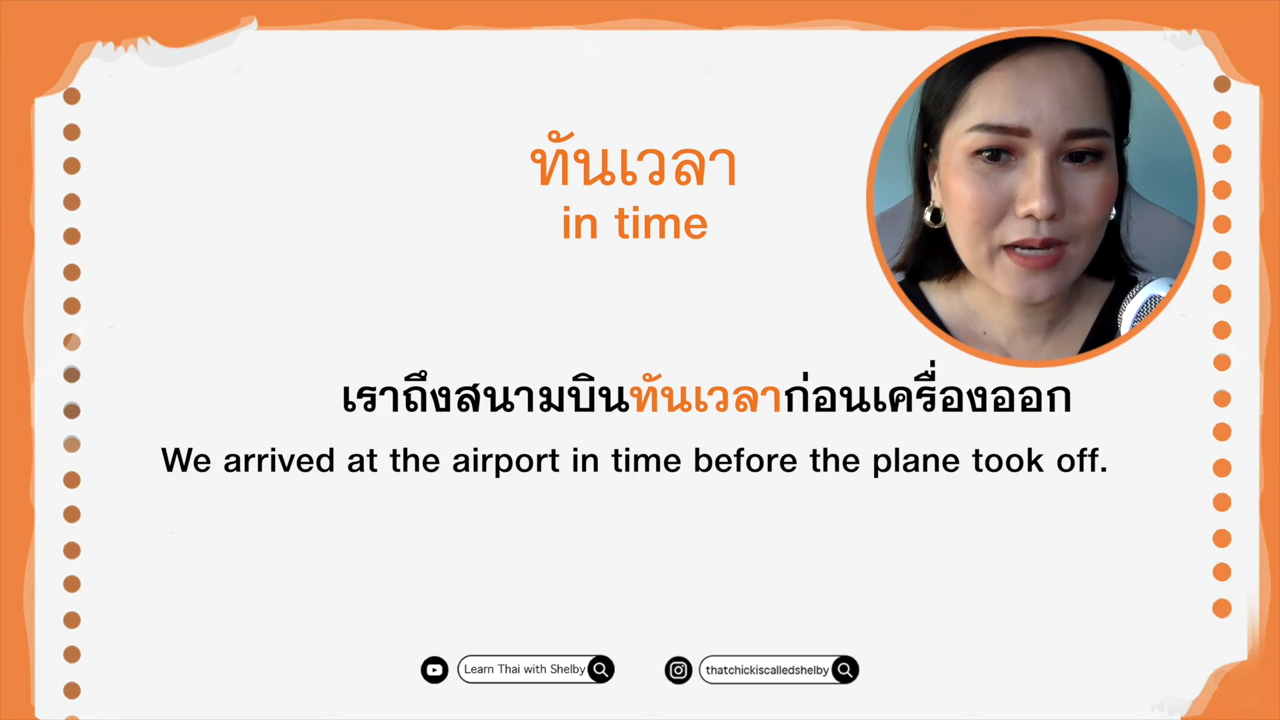 ทันเวลา
in time
เราถึงสนามบินทันเวลาก่อนเครื่องออก
We arrived at the airport in time before the plane took off.
Learn Thai with Shelby
thatchickiscalledshelby